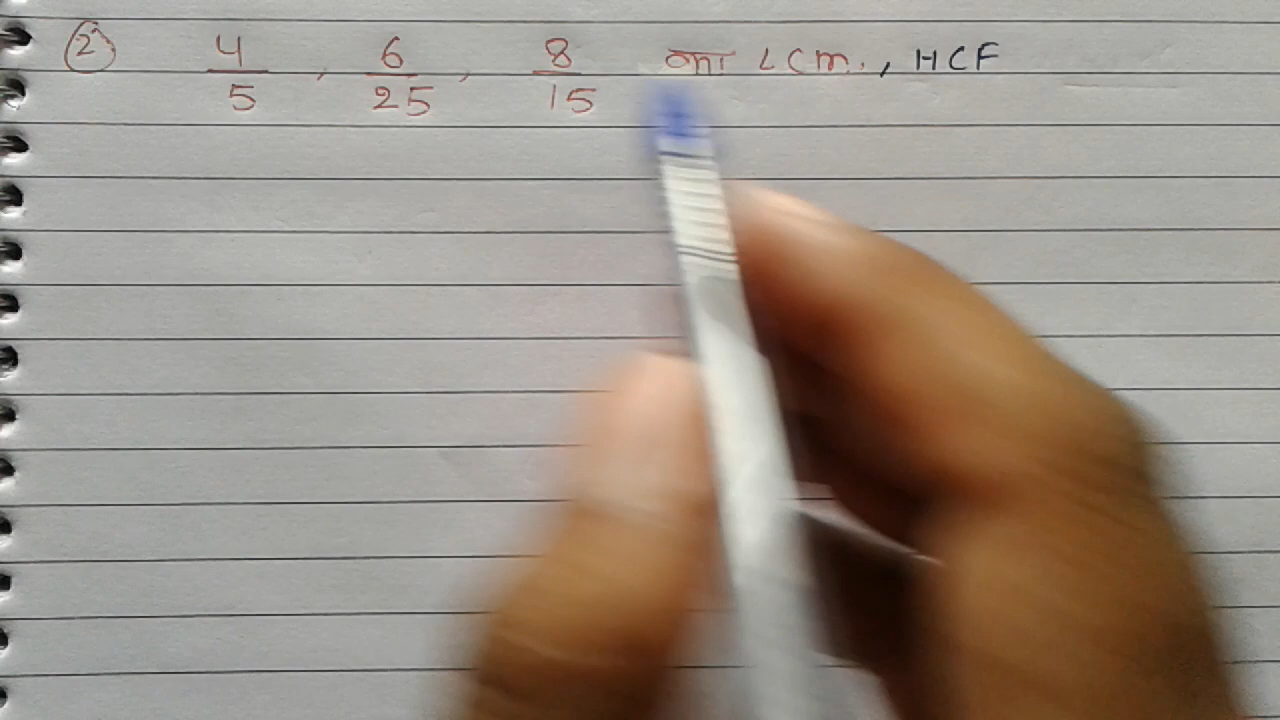 ② 4/5 , 6/25 , 8/15 का LCM. , HCF